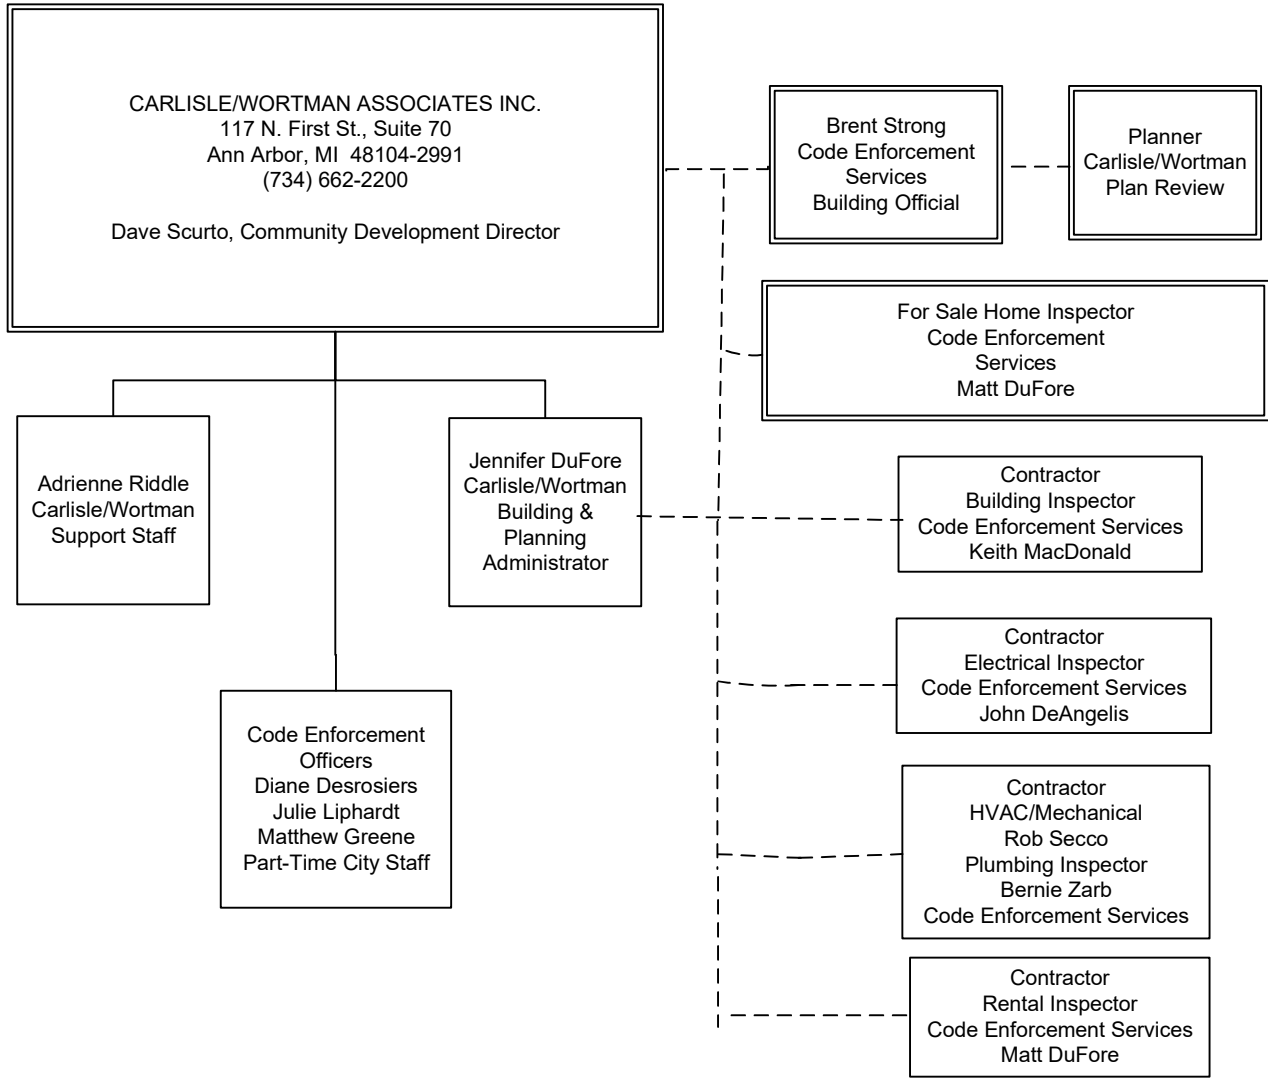 CARLISLE/WORTMAN ASSOCIATES INC.
117 N. First St., Suite 70
Ann Arbor, MI  48104-2991
(734) 662-2200
Dave Scurto, Community Development Director
Brent Strong
Code Enforcement
Services
Building Official
Planner
Carlisle/Wortman
Plan Review
For Sale Home Inspector
Code Enforcement
Services
Matt DuFore
Adrienne Riddle
Carlisle/Wortman
Support Staff
Jennifer DuFore
Carlisle/Wortman
Building &
Planning
Administrator
Contractor
Building Inspector
Code Enforcement Services
Keith MacDonald
Contractor
Electrical Inspector
Code Enforcement Services
John DeAngelis
Code Enforcement
Officers
Diane Desrosiers
Julie Liphardt
Matthew Greene
Part-Time City Staff
Contractor
HVAC/Mechanical
Rob Secco
Plumbing Inspector
Bernie Zarb
Code Enforcement Services
Contractor
Rental Inspector
Code Enforcement Services
Matt DuFore